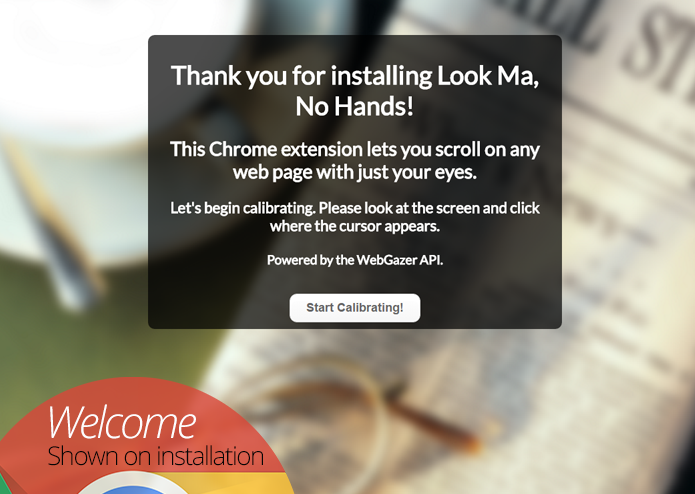 ALL ST
Thank you for installing Look Ma,
No Hands!
This Chrome extension lets you scroll on any
web page with just your eyes.
Let's begin calibrating. Please look at the screen and click
where the cursor appears.
Powered by the WebGazer API.
Start Calibrating!
Welcome
Shown on installation